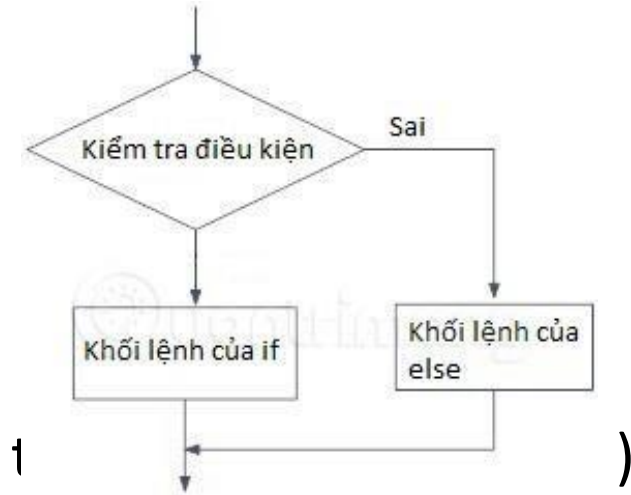 Sai
Kiểm tra điều kiện
Khối lệnh của if
Khối lệnh của
else
)